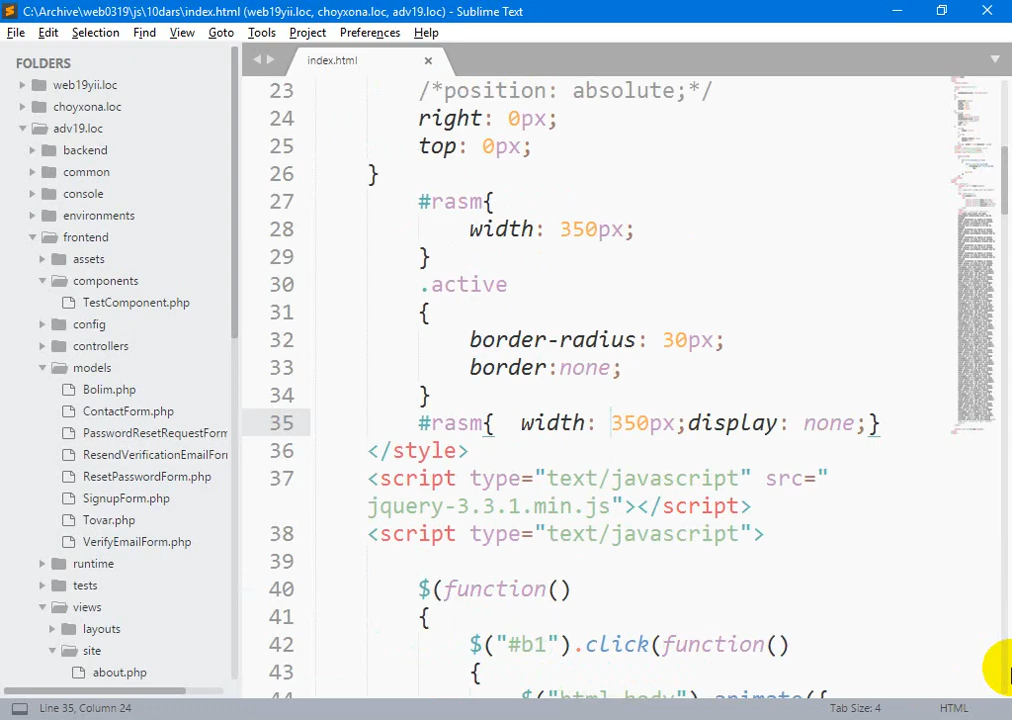 C:\Archive\web0319\js\10dars\index.html (web19yii.loc, choyxona.loc, adv19.loc) - Sublime Text
File Edit Selection Find View Goto Tools Project Preferences Help
FOLDERS
web19yii.loc
choyxona.loc
adv19.loc
backend
common
console
environments
frontend
assets
components
TestComponent.php
config
controllers
models
Bolim.php
ContactForm.php
PasswordResetRequestForm
ResendVerificationEmailFor
ResetPasswordForm.php
SignupForm.php
Tovar.php
VerifyEmailForm.php
runtime
tests
views
layouts
site
about.php
index.html
23 /*position: absolute;*/
24 right: 0px;
25 top: 0px;
26 }
27 #rasm{
28 width: 350px;
29 }
30 .active
31 {
32 border-radius: 30px;
33 border:none;
34 }
35 #rasm{  width: 350px;display: none;}
36 </style>
37 <script type="text/javascript" src="
jquery-3.3.1.min.js"></script>
38 <script type="text/javascript">
39
40 $(function()
41 {
42 $("#b1").click(function()
43 {
44 $("html,body").animate({
Line 35, Column 24
Tab Size: 4
HTML